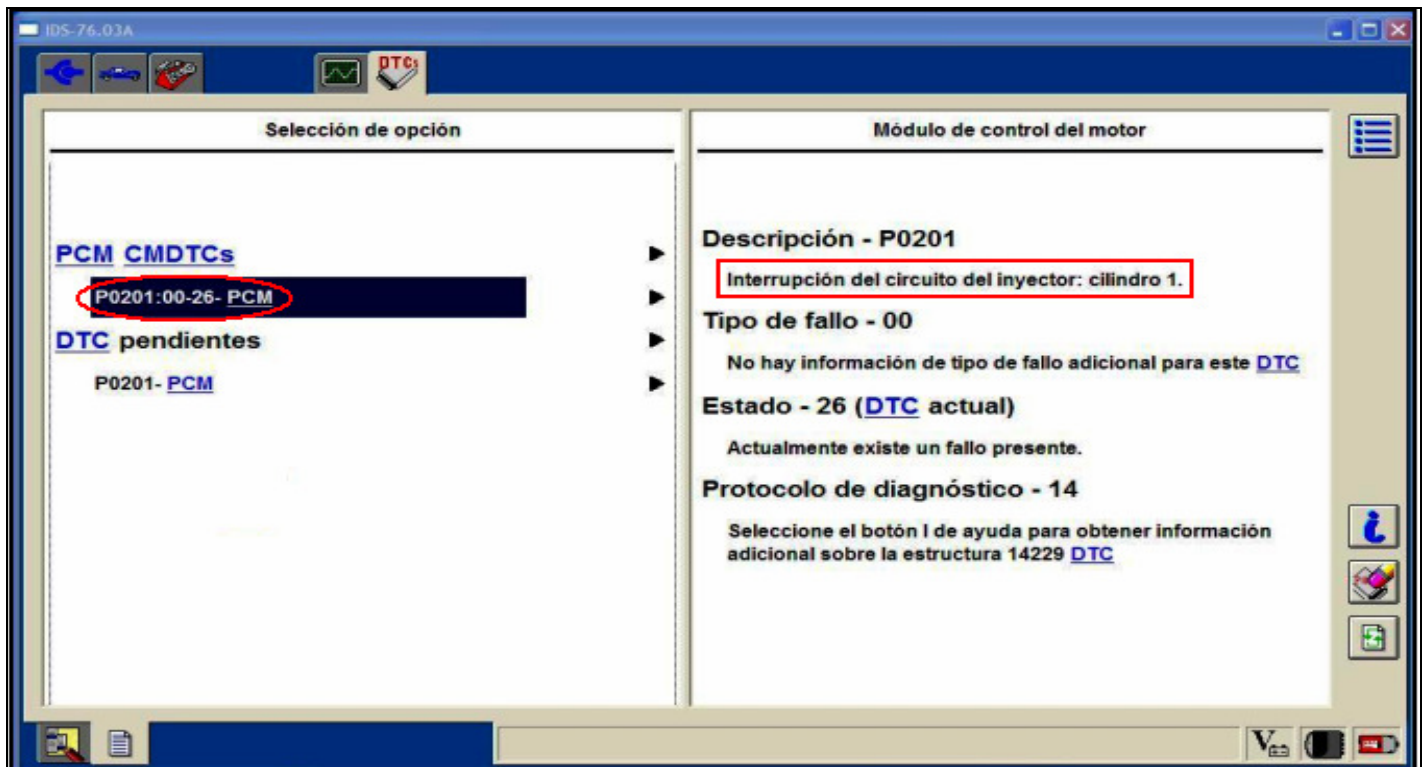 IDS-76.03A
DTCs
Selección de opción
PCM CMDTCs
P0201:00-26- PCM
DTC pendientes
P0201- PCM
Módulo de control del motor
Descripción - P0201
Interrupción del circuito del inyector: cilindro 1.
Tipo de fallo - 00
No hay información de tipo de fallo adicional para este DTC
Estado - 26 (DTC actual)
Actualmente existe un fallo presente.
Protocolo de diagnóstico - 14
Seleccione el botón I de ayuda para obtener información
adicional sobre la estructura 14229 DTC
i
V